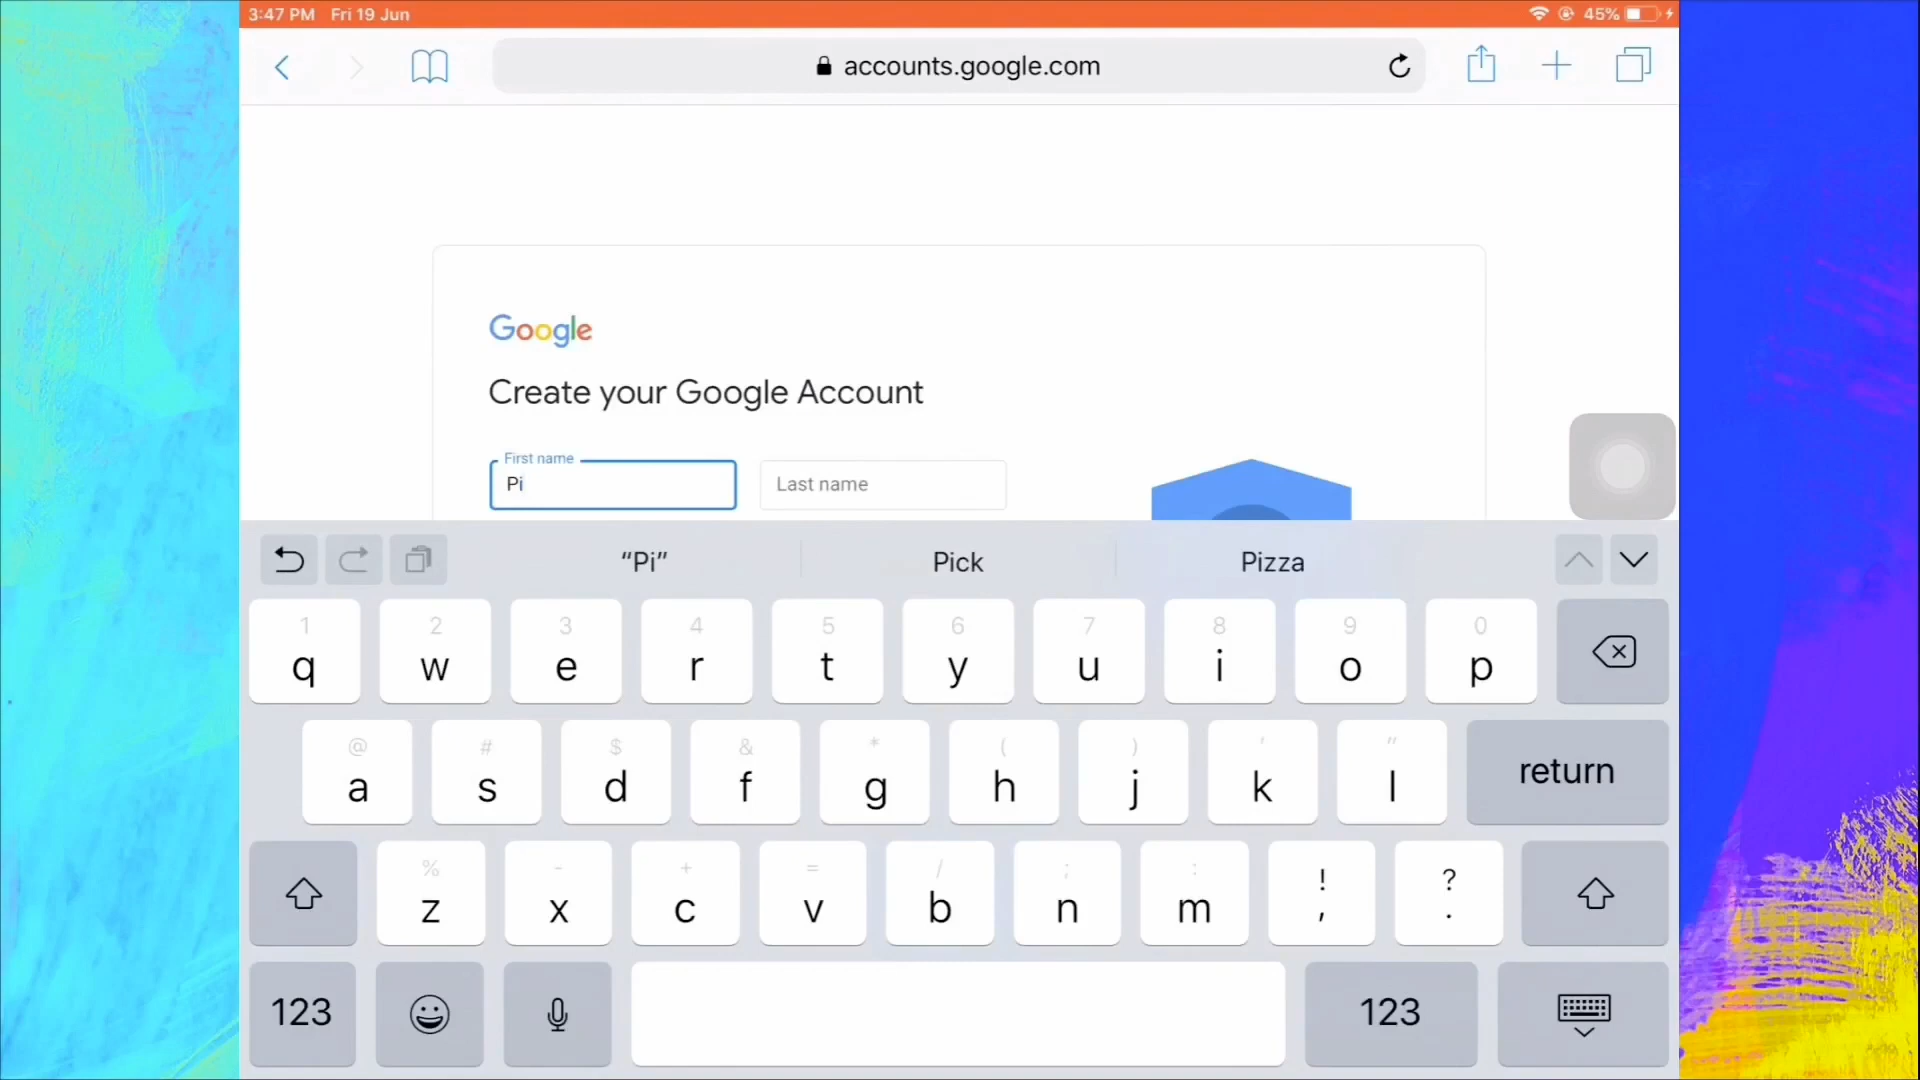 3:47 PM Fri 19 Jun 45%
accounts.google.com
Google
Create your Google Account
First name
Pi Last name
“Pi” Pick Pizza
1 2 3 4 5 6 7 8 9 0
q w e r t y u i o p
@ # $ & * ( ) ' "
a s d f g h j k l return
% - + = / ; : ! ?
z x c v b n m , .
123 123